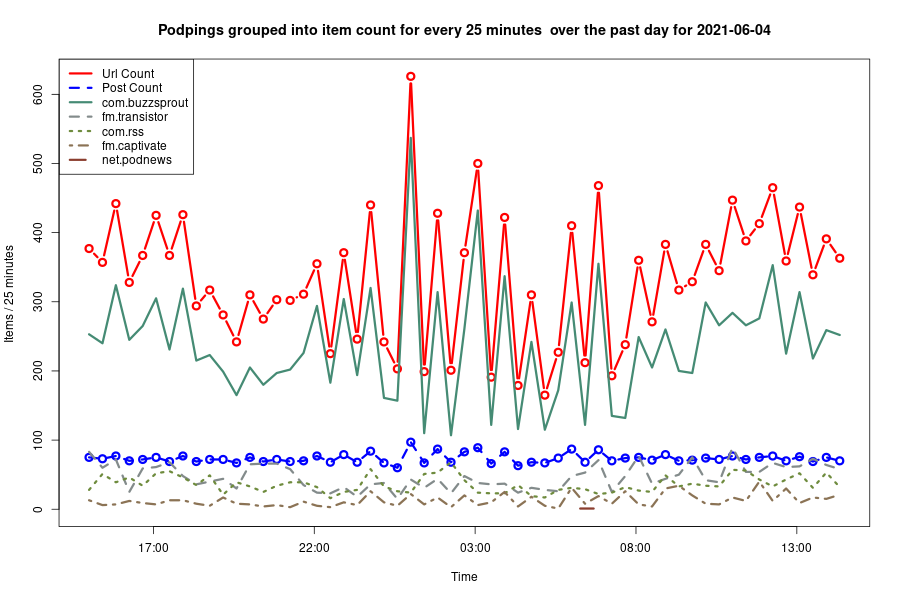 Podpings grouped into item count for every 25 minutes  over the past day for 2021-06-04
Url Count
Post Count
com.buzzsprout
fm.transistor
com.rss
fm.captivate
net.podnews
Items / 25 minutes
600
500
400
300
200
100
0
17:00
22:00
03:00
08:00
13:00
Time